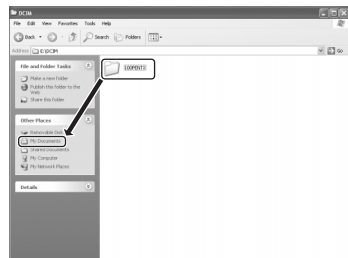 DCIM
File Edit View Favorites Tools Help
Back Search Folders
Address E:\DCIM Go
File and Folder Tasks
Make a new folder
Publish this folder to the
Web
Share this folder
100PENTX
Other Places
Removable Disk
My Documents
Shared Documents
My Computer
My Network Places
Details